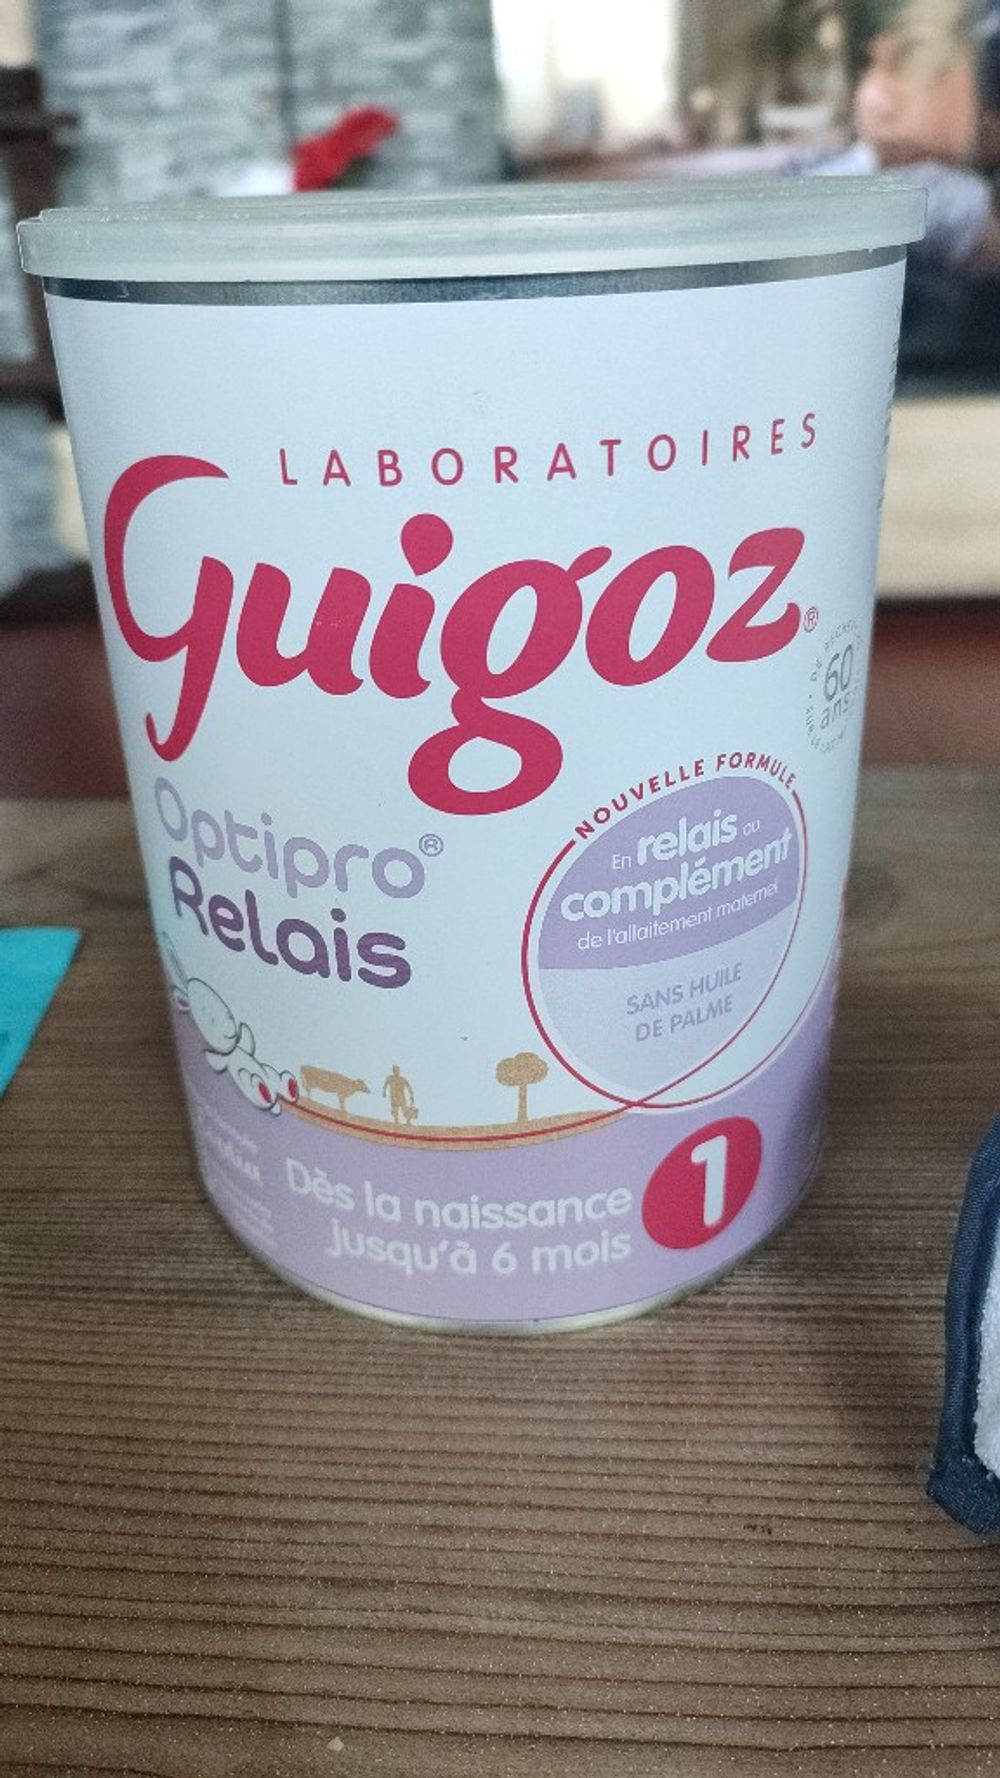 LABORATOIRES
Guigoz®
60
ans
Optipro®
Relais
NOUVELLE FORMULE
En relais ou
complément
de l'allaitement maternel
SANS HUILE
DE PALME
Dès la naissance
jusqu'à 6 mois
1